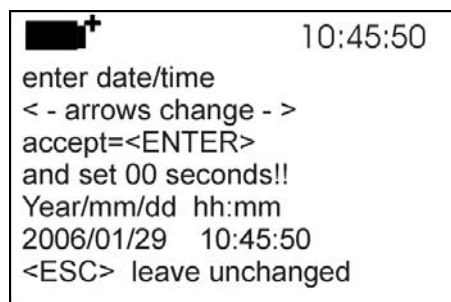 10:45:50
enter date/time
< - arrows change - >
accept=<ENTER>
and set 00 seconds!!
Year/mm/dd hh:mm
2006/01/29 10:45:50
<ESC> leave unchanged